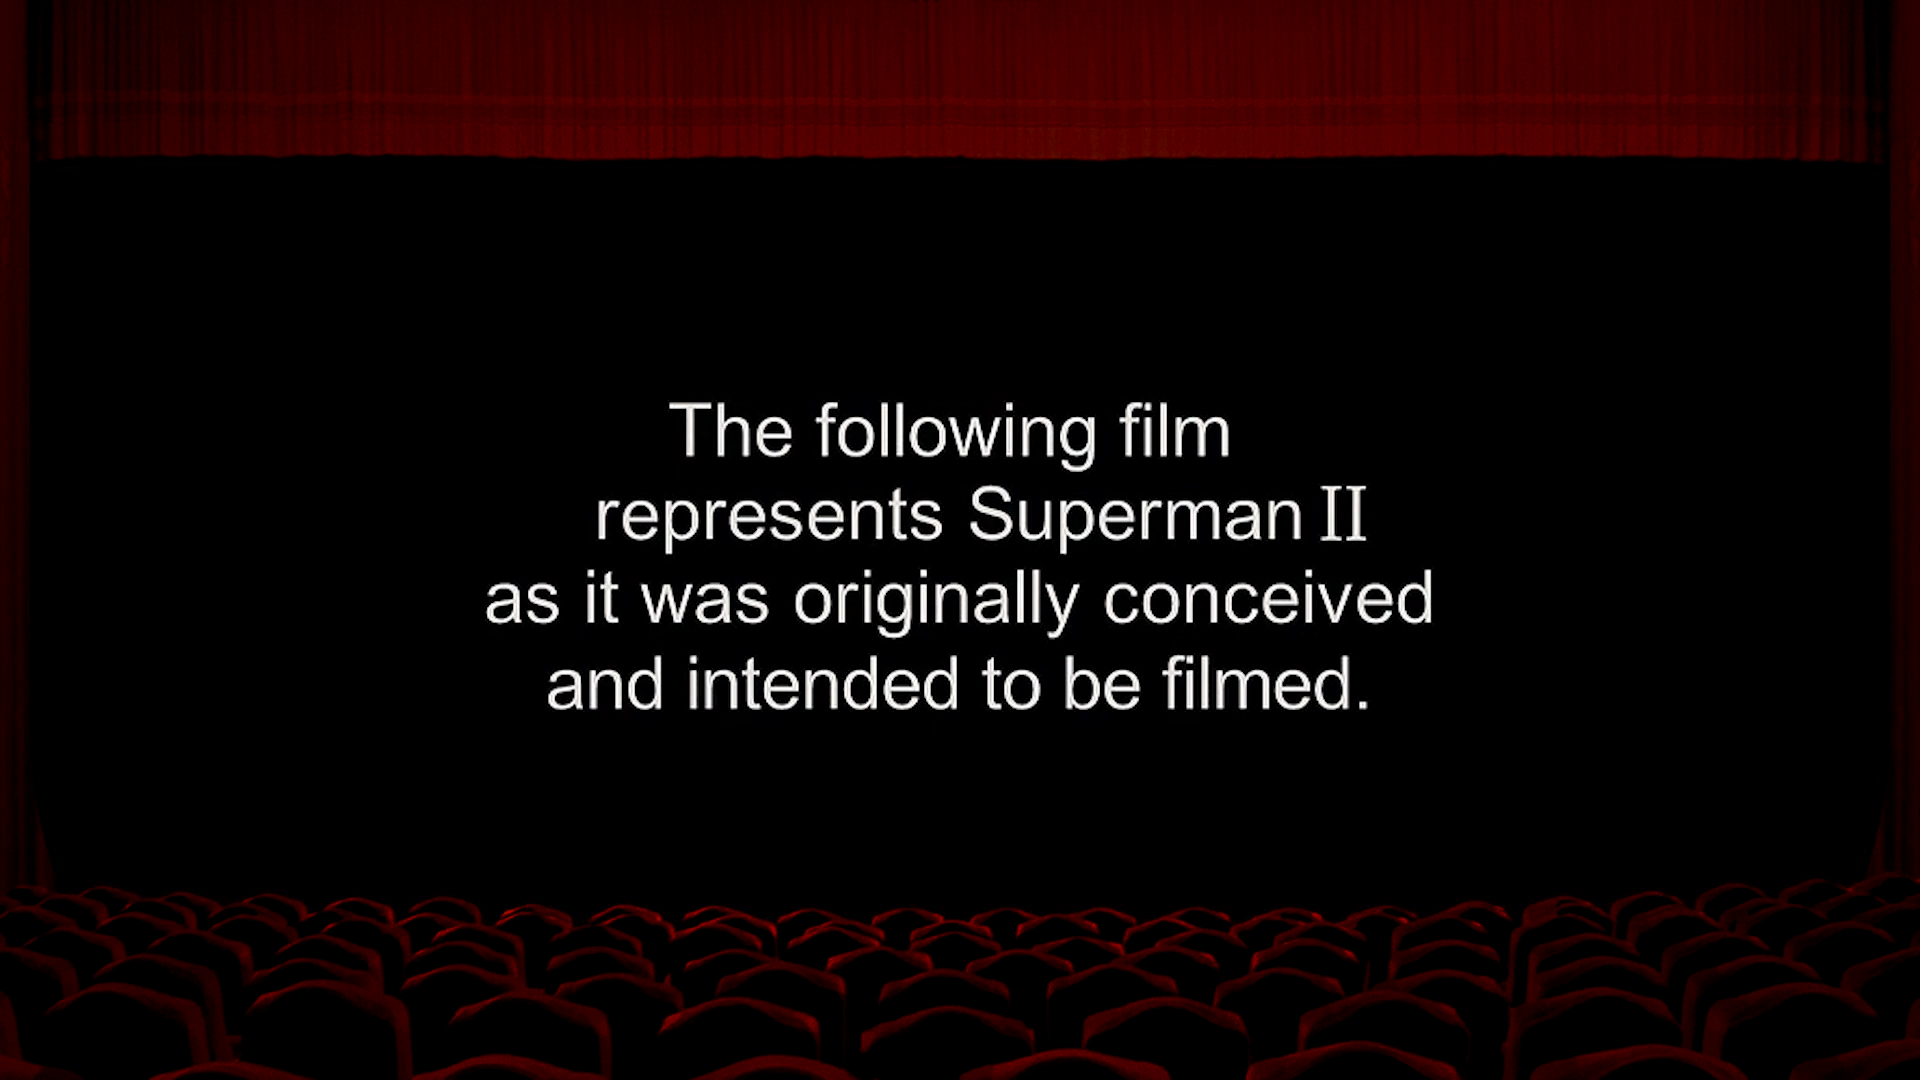 The following film
represents Superman II
as it was originally conceived
and intended to be filmed.